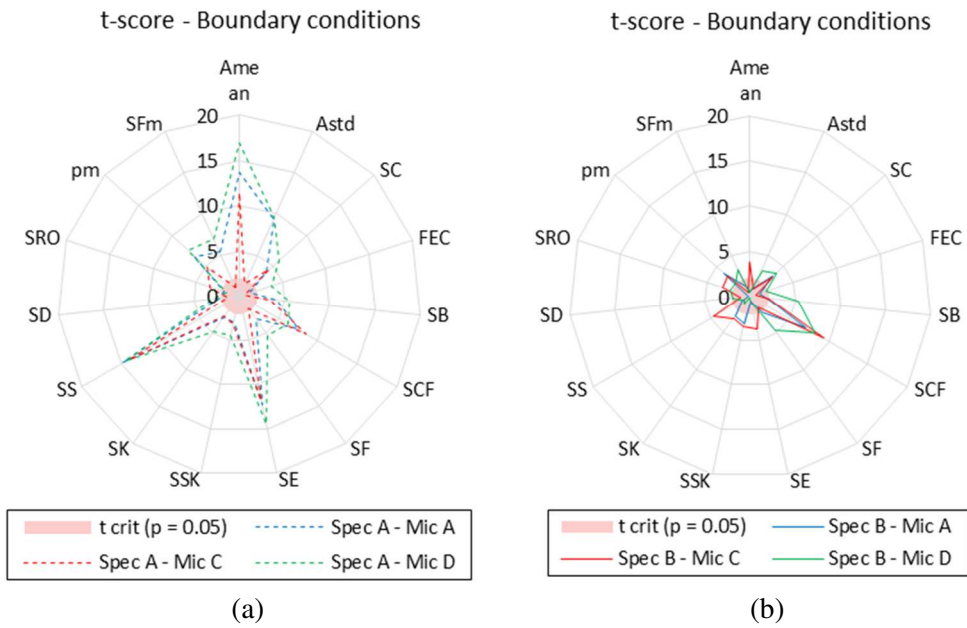 t-score - Boundary conditions
Ame
an
Astd
SC
FEC
SB
SCF
SF
SE
SSK
SK
SS
SD
SRO
pm
SFm
20
15
10
5
0
t crit (p = 0.05)
Spec A - Mic A
Spec A - Mic C
Spec A - Mic D
(a)
t-score - Boundary conditions
Ame
an
Astd
SC
FEC
SB
SCF
SF
SE
SSK
SK
SS
SD
SRO
pm
SFm
20
15
10
5
0
t crit (p = 0.05)
Spec B - Mic A
Spec B - Mic C
Spec B - Mic D
(b)